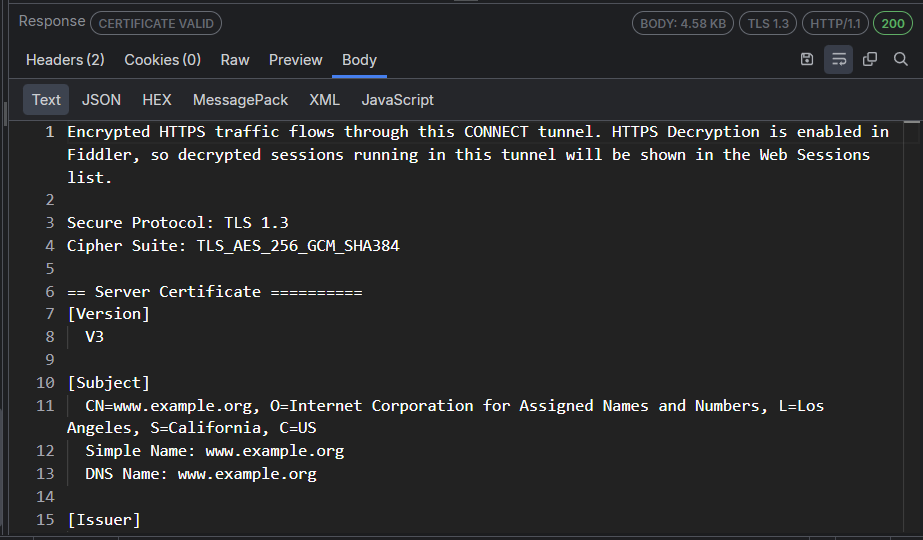 Response CERTIFICATE VALID BODY: 4.58 KB TLS 1.3 HTTP/1.1 200
Headers (2) Cookies (0) Raw Preview Body
Text JSON HEX MessagePack XML JavaScript
1 Encrypted HTTPS traffic flows through this CONNECT tunnel. HTTPS Decryption is enabled in
Fiddler, so decrypted sessions running in this tunnel will be shown in the Web Sessions
list.
2
3 Secure Protocol: TLS 1.3
4 Cipher Suite: TLS_AES_256_GCM_SHA384
5
6 == Server Certificate ==========
7 [Version]
8 V3
9
10 [Subject]
11 CN=www.example.org, O=Internet Corporation for Assigned Names and Numbers, L=Los
Angeles, S=California, C=US
12 Simple Name: www.example.org
13 DNS Name: www.example.org
14
15 [Issuer]